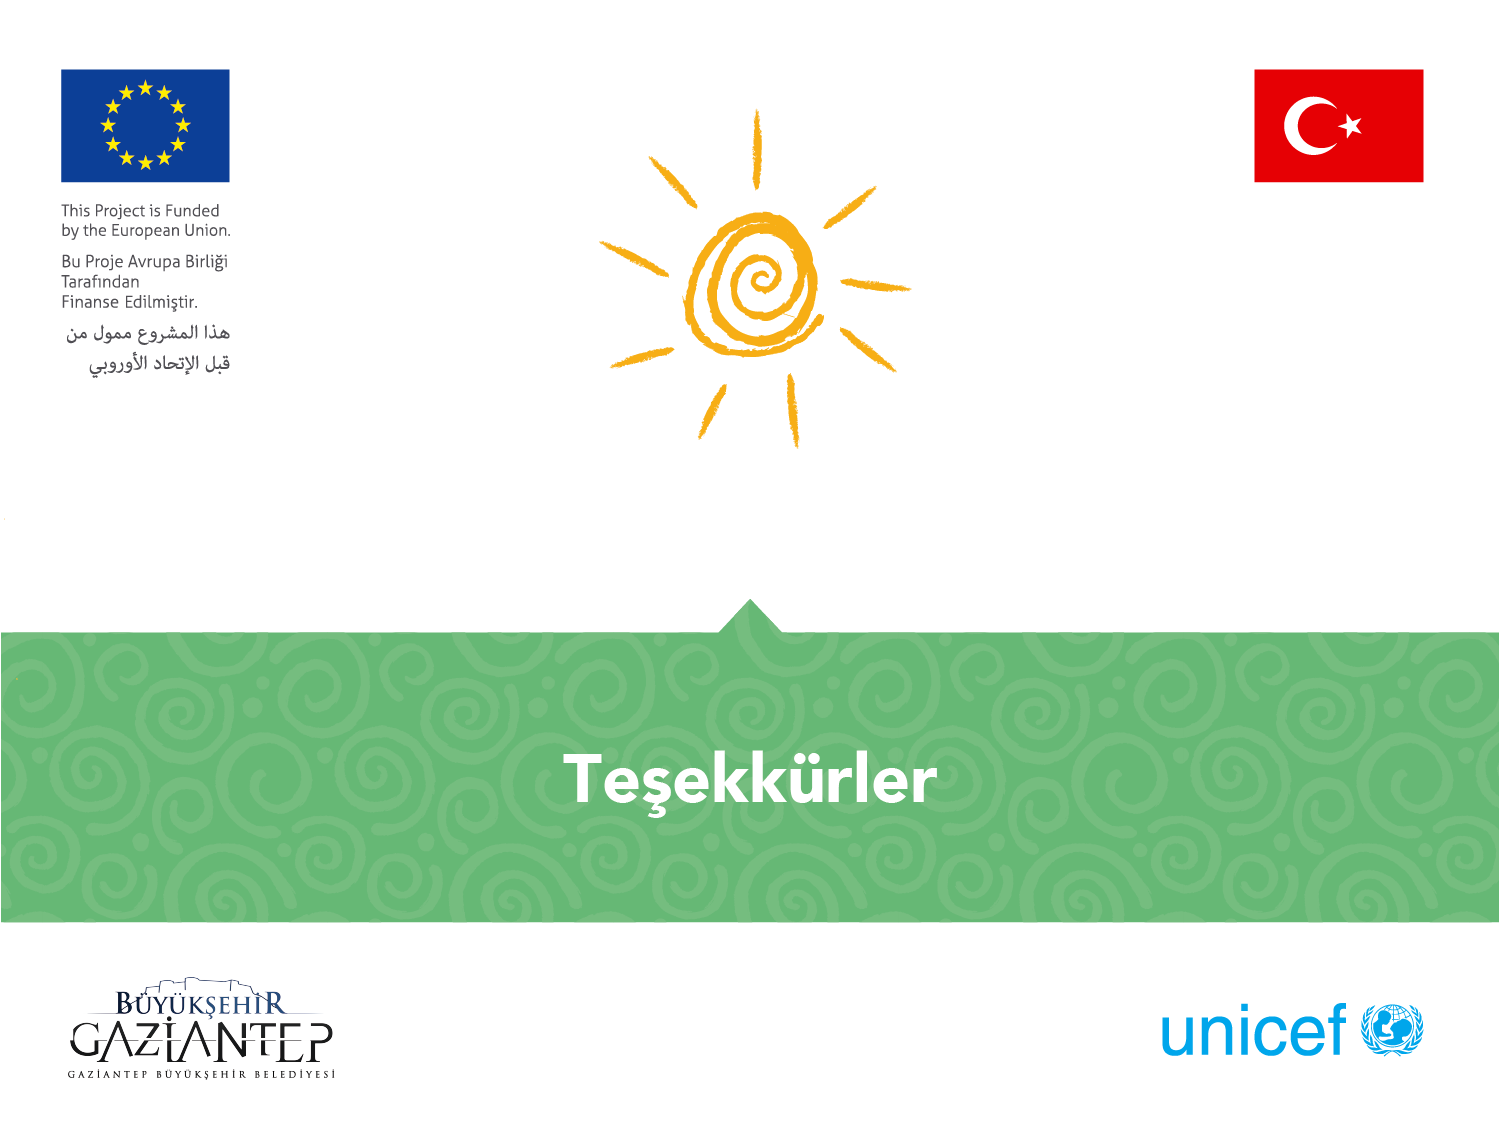 This Project is Funded
by the European Union.
Bu Proje Avrupa Birliği
Tarafından
Finanse Edilmiştir.
هذا المشروع ممول من
قبل الإتحاد الأوروبي
Teşekkürler
BÜYÜKŞEHİR
GAZİANTEP
GAZİANTEP BÜYÜKŞEHİR BELEDİYESİ
unicef